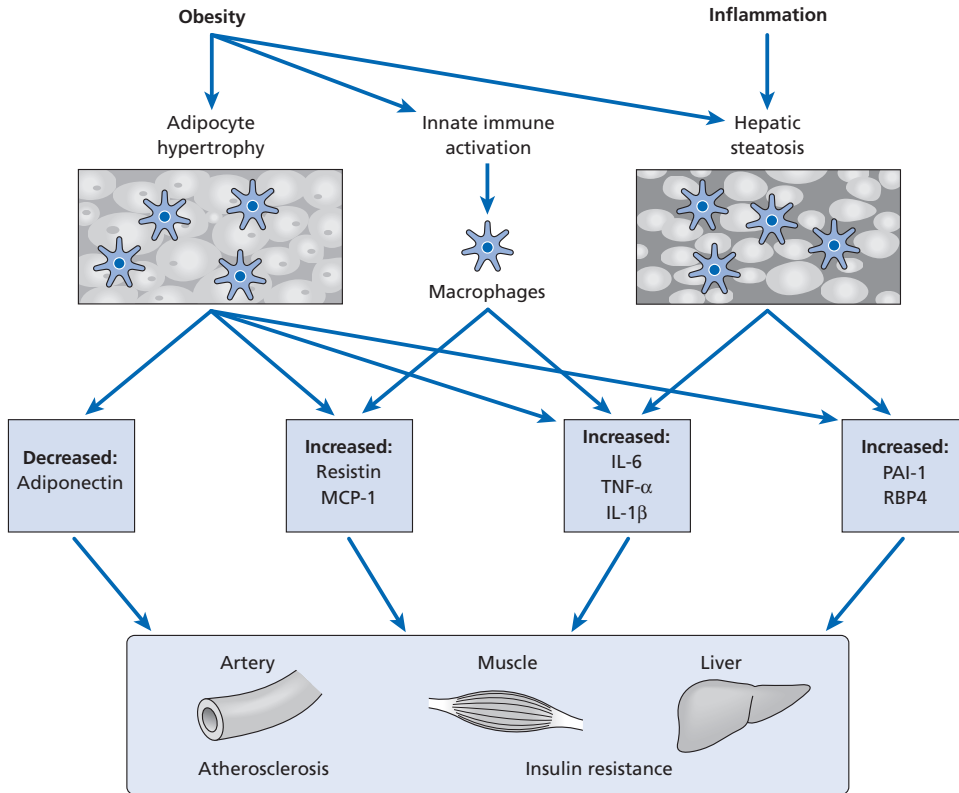 Obesity
Inflammation
Adipocyte
hypertrophy
Innate immune
activation
Hepatic
steatosis
Macrophages
Decreased:
Adiponectin
Increased:
Resistin
MCP-1
Increased:
IL-6
TNF-α
IL-1β
Increased:
PAI-1
RBP4
Artery
Muscle
Liver
Atherosclerosis
Insulin resistance